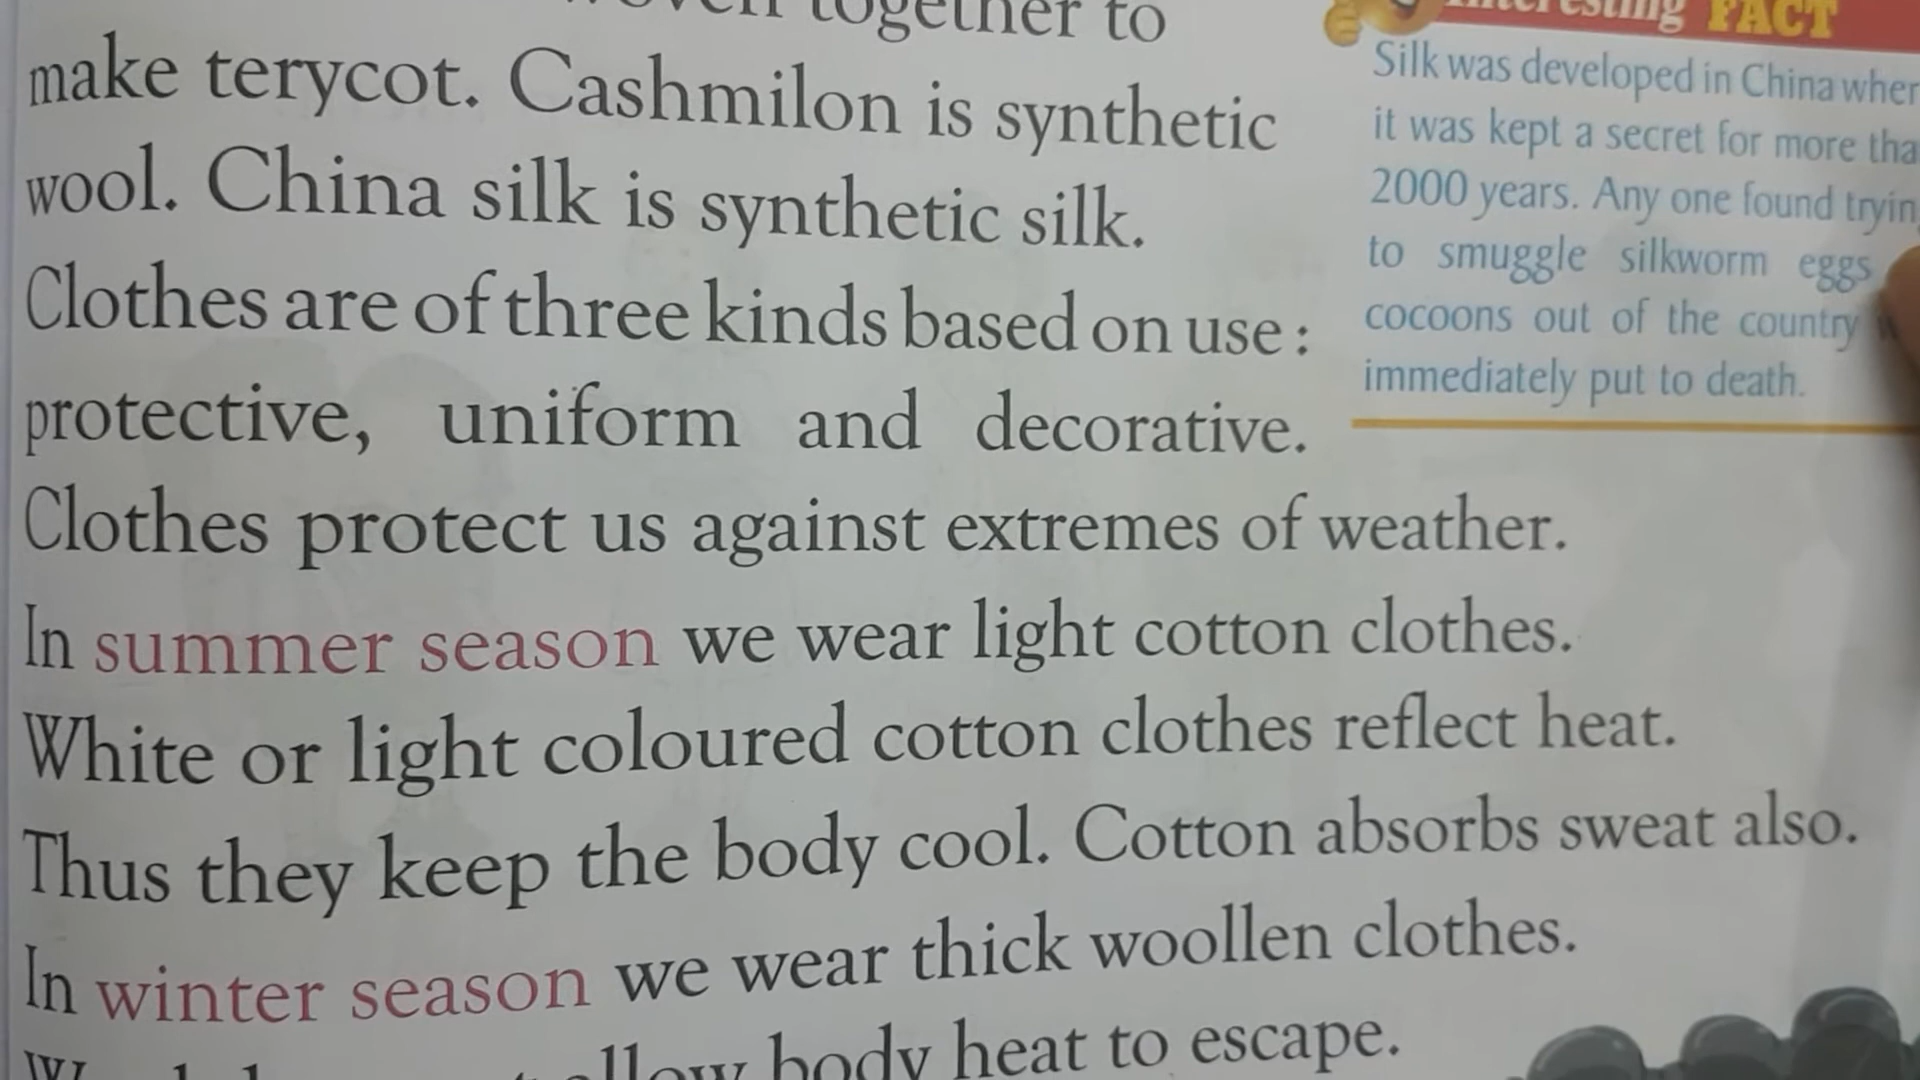 woven together to
make terycot. Cashmilon is synthetic
wool. China silk is synthetic silk.
Clothes are of three kinds based on use :
protective, uniform and decorative.
Clothes protect us against extremes of weather.
In summer season we wear light cotton clothes.
White or light coloured cotton clothes reflect heat.
Thus they keep the body cool. Cotton absorbs sweat also.
In winter season we wear thick woollen clothes.
body heat to escape.
Interesting FACT
Silk was developed in China
it was kept a secret for more
2000 years. Any one found
to smuggle silkworm eggs
cocoons out of the country
immediately put to death.